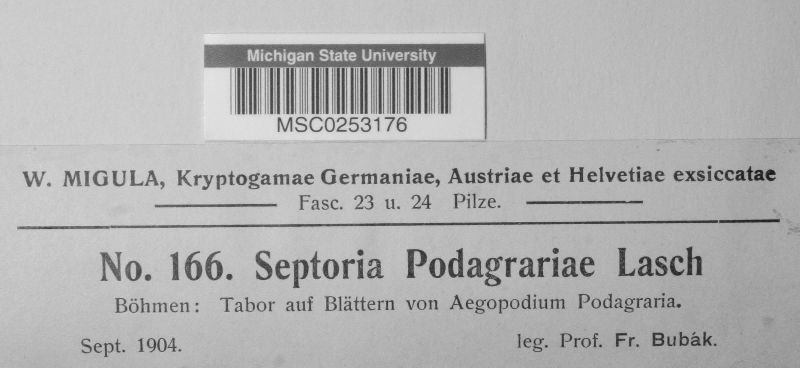 Michigan State University
MSC0253176
W. MIGULA, Kryptogamae Germaniae, Austriae et Helvetiae exsiccatae
Fasc. 23 u. 24 Pilze.
No. 166. Septoria Podagrariae Lasch
Böhmen: Tabor auf Blättern von Aegopodium Podagraria.
Sept. 1904. leg. Prof. Fr. Bubák.